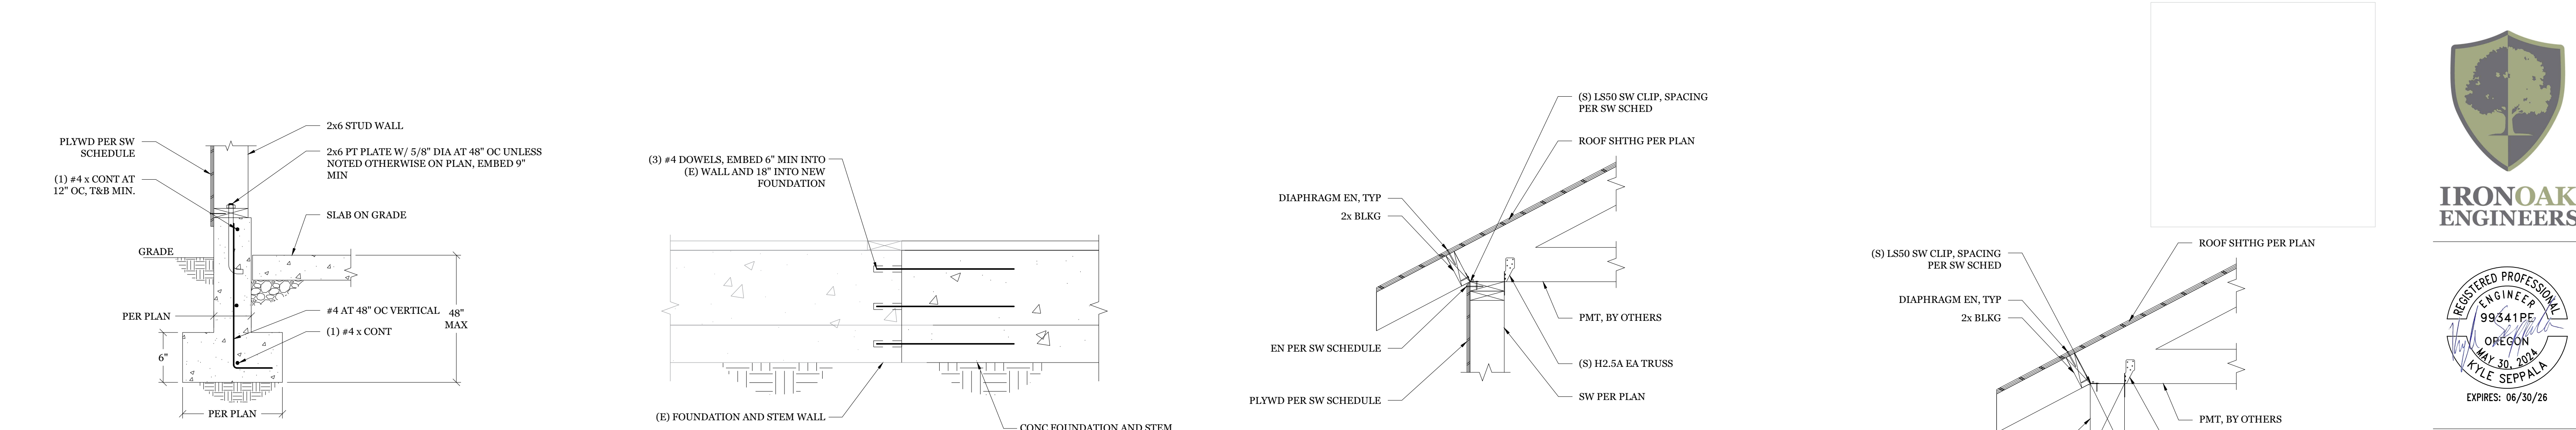 PLYWD PER SW
SCHEDULE
(1) #4 x CONT AT
12" OC, T&B MIN.
2x6 STUD WALL
2x6 PT PLATE W/ 5/8" DIA AT 48" OC UNLESS
NOTED OTHERWISE ON PLAN, EMBED 9"
MIN
SLAB ON GRADE
GRADE
PER PLAN
#4 AT 48" OC VERTICAL
48"
MAX
(1) #4 x CONT
6"
PER PLAN
(3) #4 DOWELS, EMBED 6" MIN INTO
(E) WALL AND 18" INTO NEW
FOUNDATION
(E) FOUNDATION AND STEM WALL
CONC FOUNDATION AND STEM
(S) LS50 SW CLIP, SPACING
PER SW SCHED
ROOF SHTHG PER PLAN
DIAPHRAGM EN, TYP
2x BLKG
PMT, BY OTHERS
EN PER SW SCHEDULE
(S) H2.5A EA TRUSS
PLYWD PER SW SCHEDULE
SW PER PLAN
ROOF SHTHG PER PLAN
(S) LS50 SW CLIP, SPACING
PER SW SCHED
DIAPHRAGM EN, TYP
2x BLKG
PMT, BY OTHERS
IRONOAK
ENGINEERS
REGISTERED PROFESSIONAL
ENGINEER
99341PE
OREGON
MAY 30, 2024
KYLE SEPPALA
EXPIRES: 06/30/26